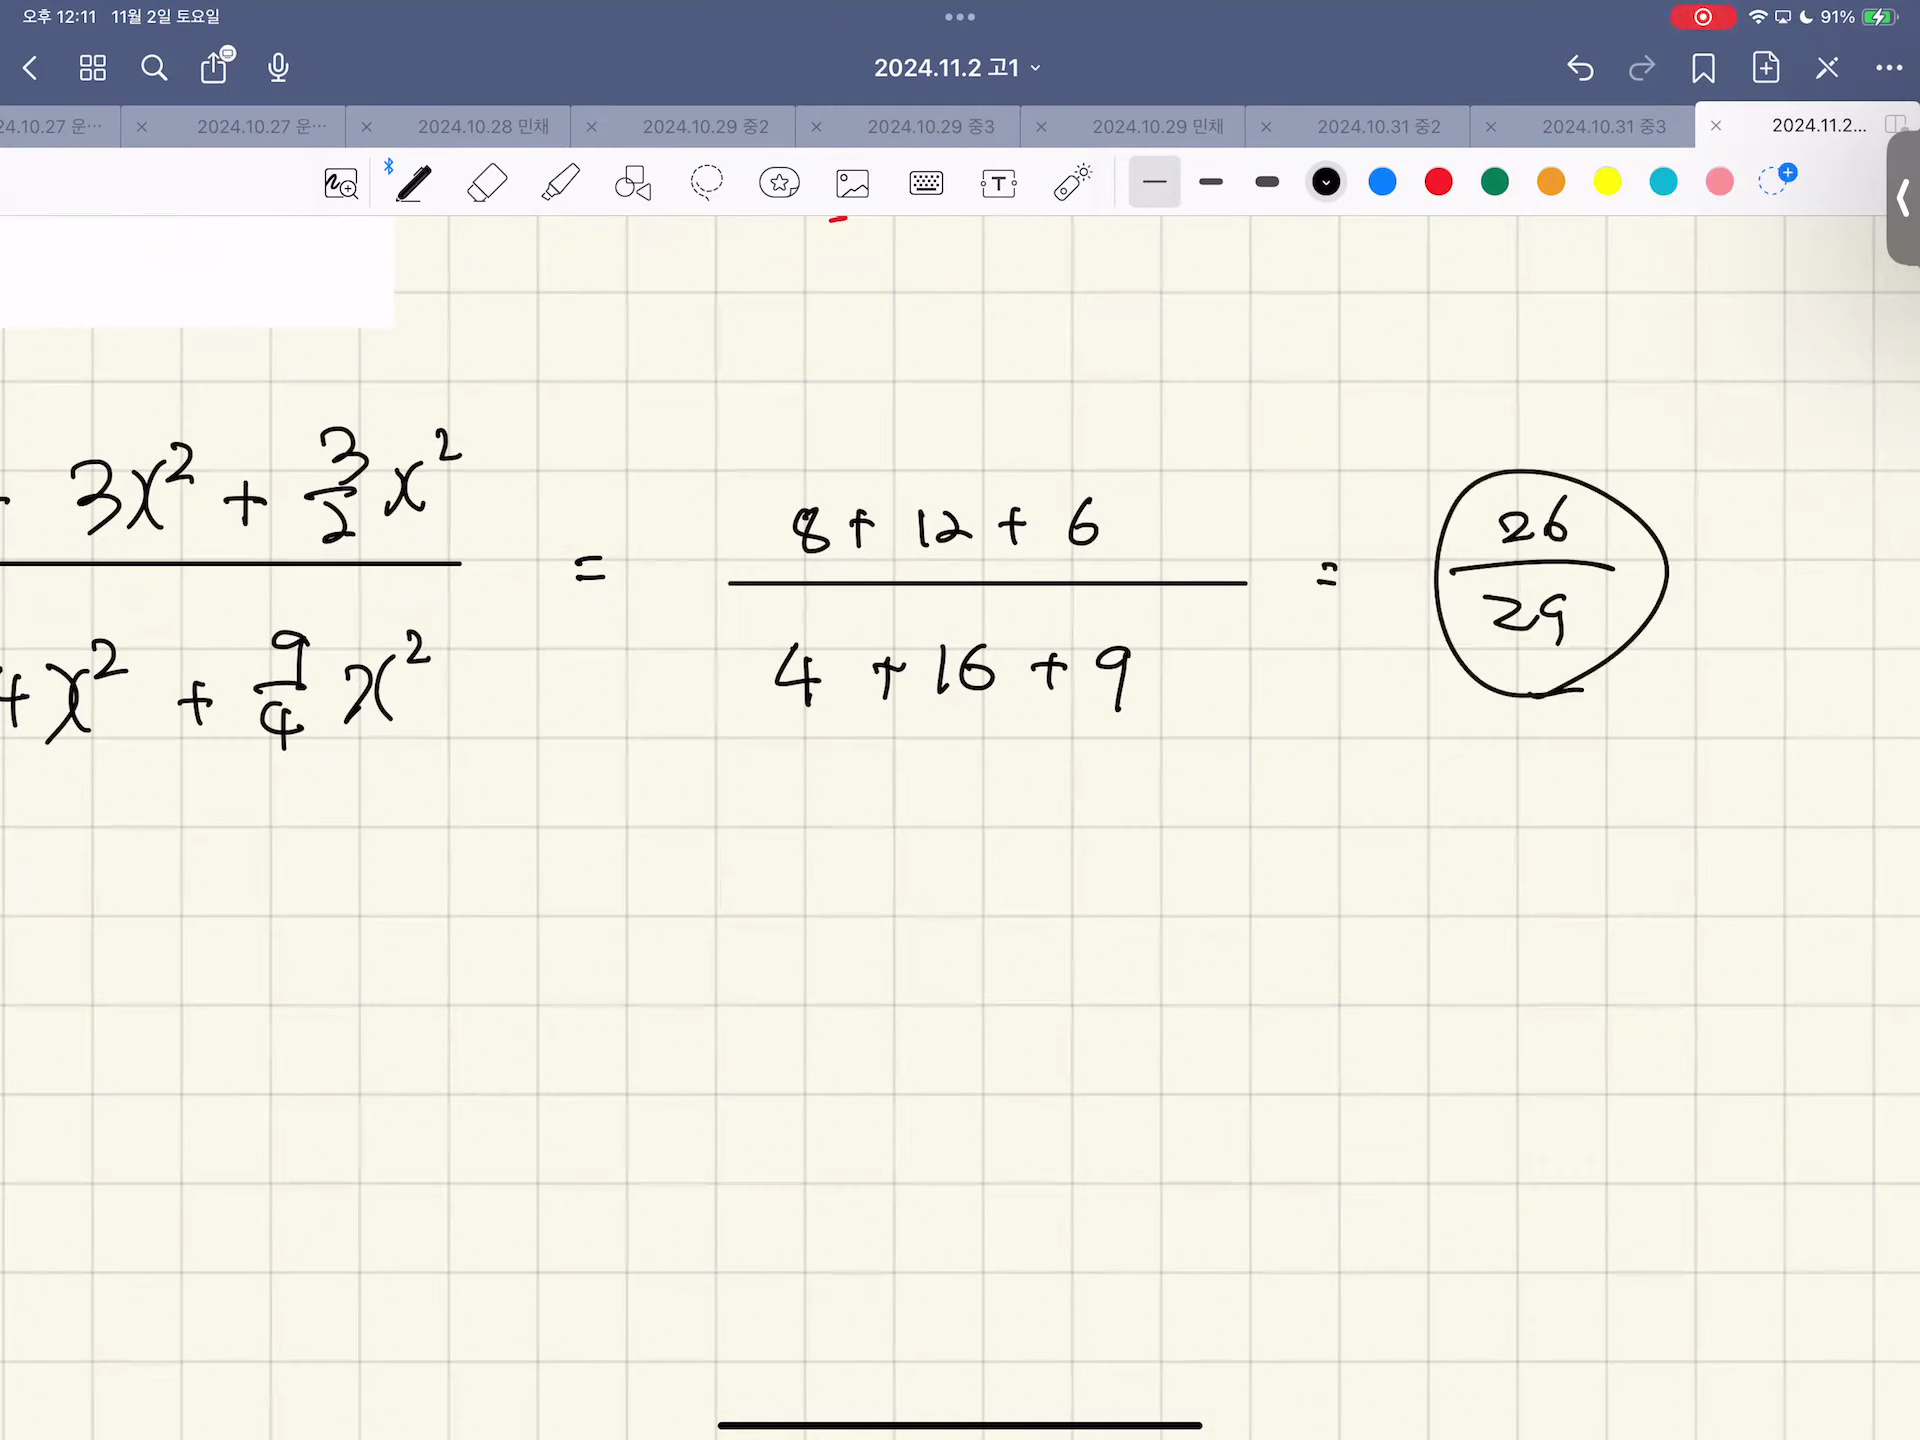 오후 12:11 11월 2일 토요일
91%
2024.11.2 고1
24.10.27 운…
2024.10.27 운…
2024.10.28 민채
2024.10.29 중2
2024.10.29 중3
2024.10.29 민채
2024.10.31 중2
2024.10.31 중3
2024.11.2...
3x² + 3/2 x²
+x² + 9/4 x²
=
8 + 12 + 6
4 + 16 + 9
=
26
29